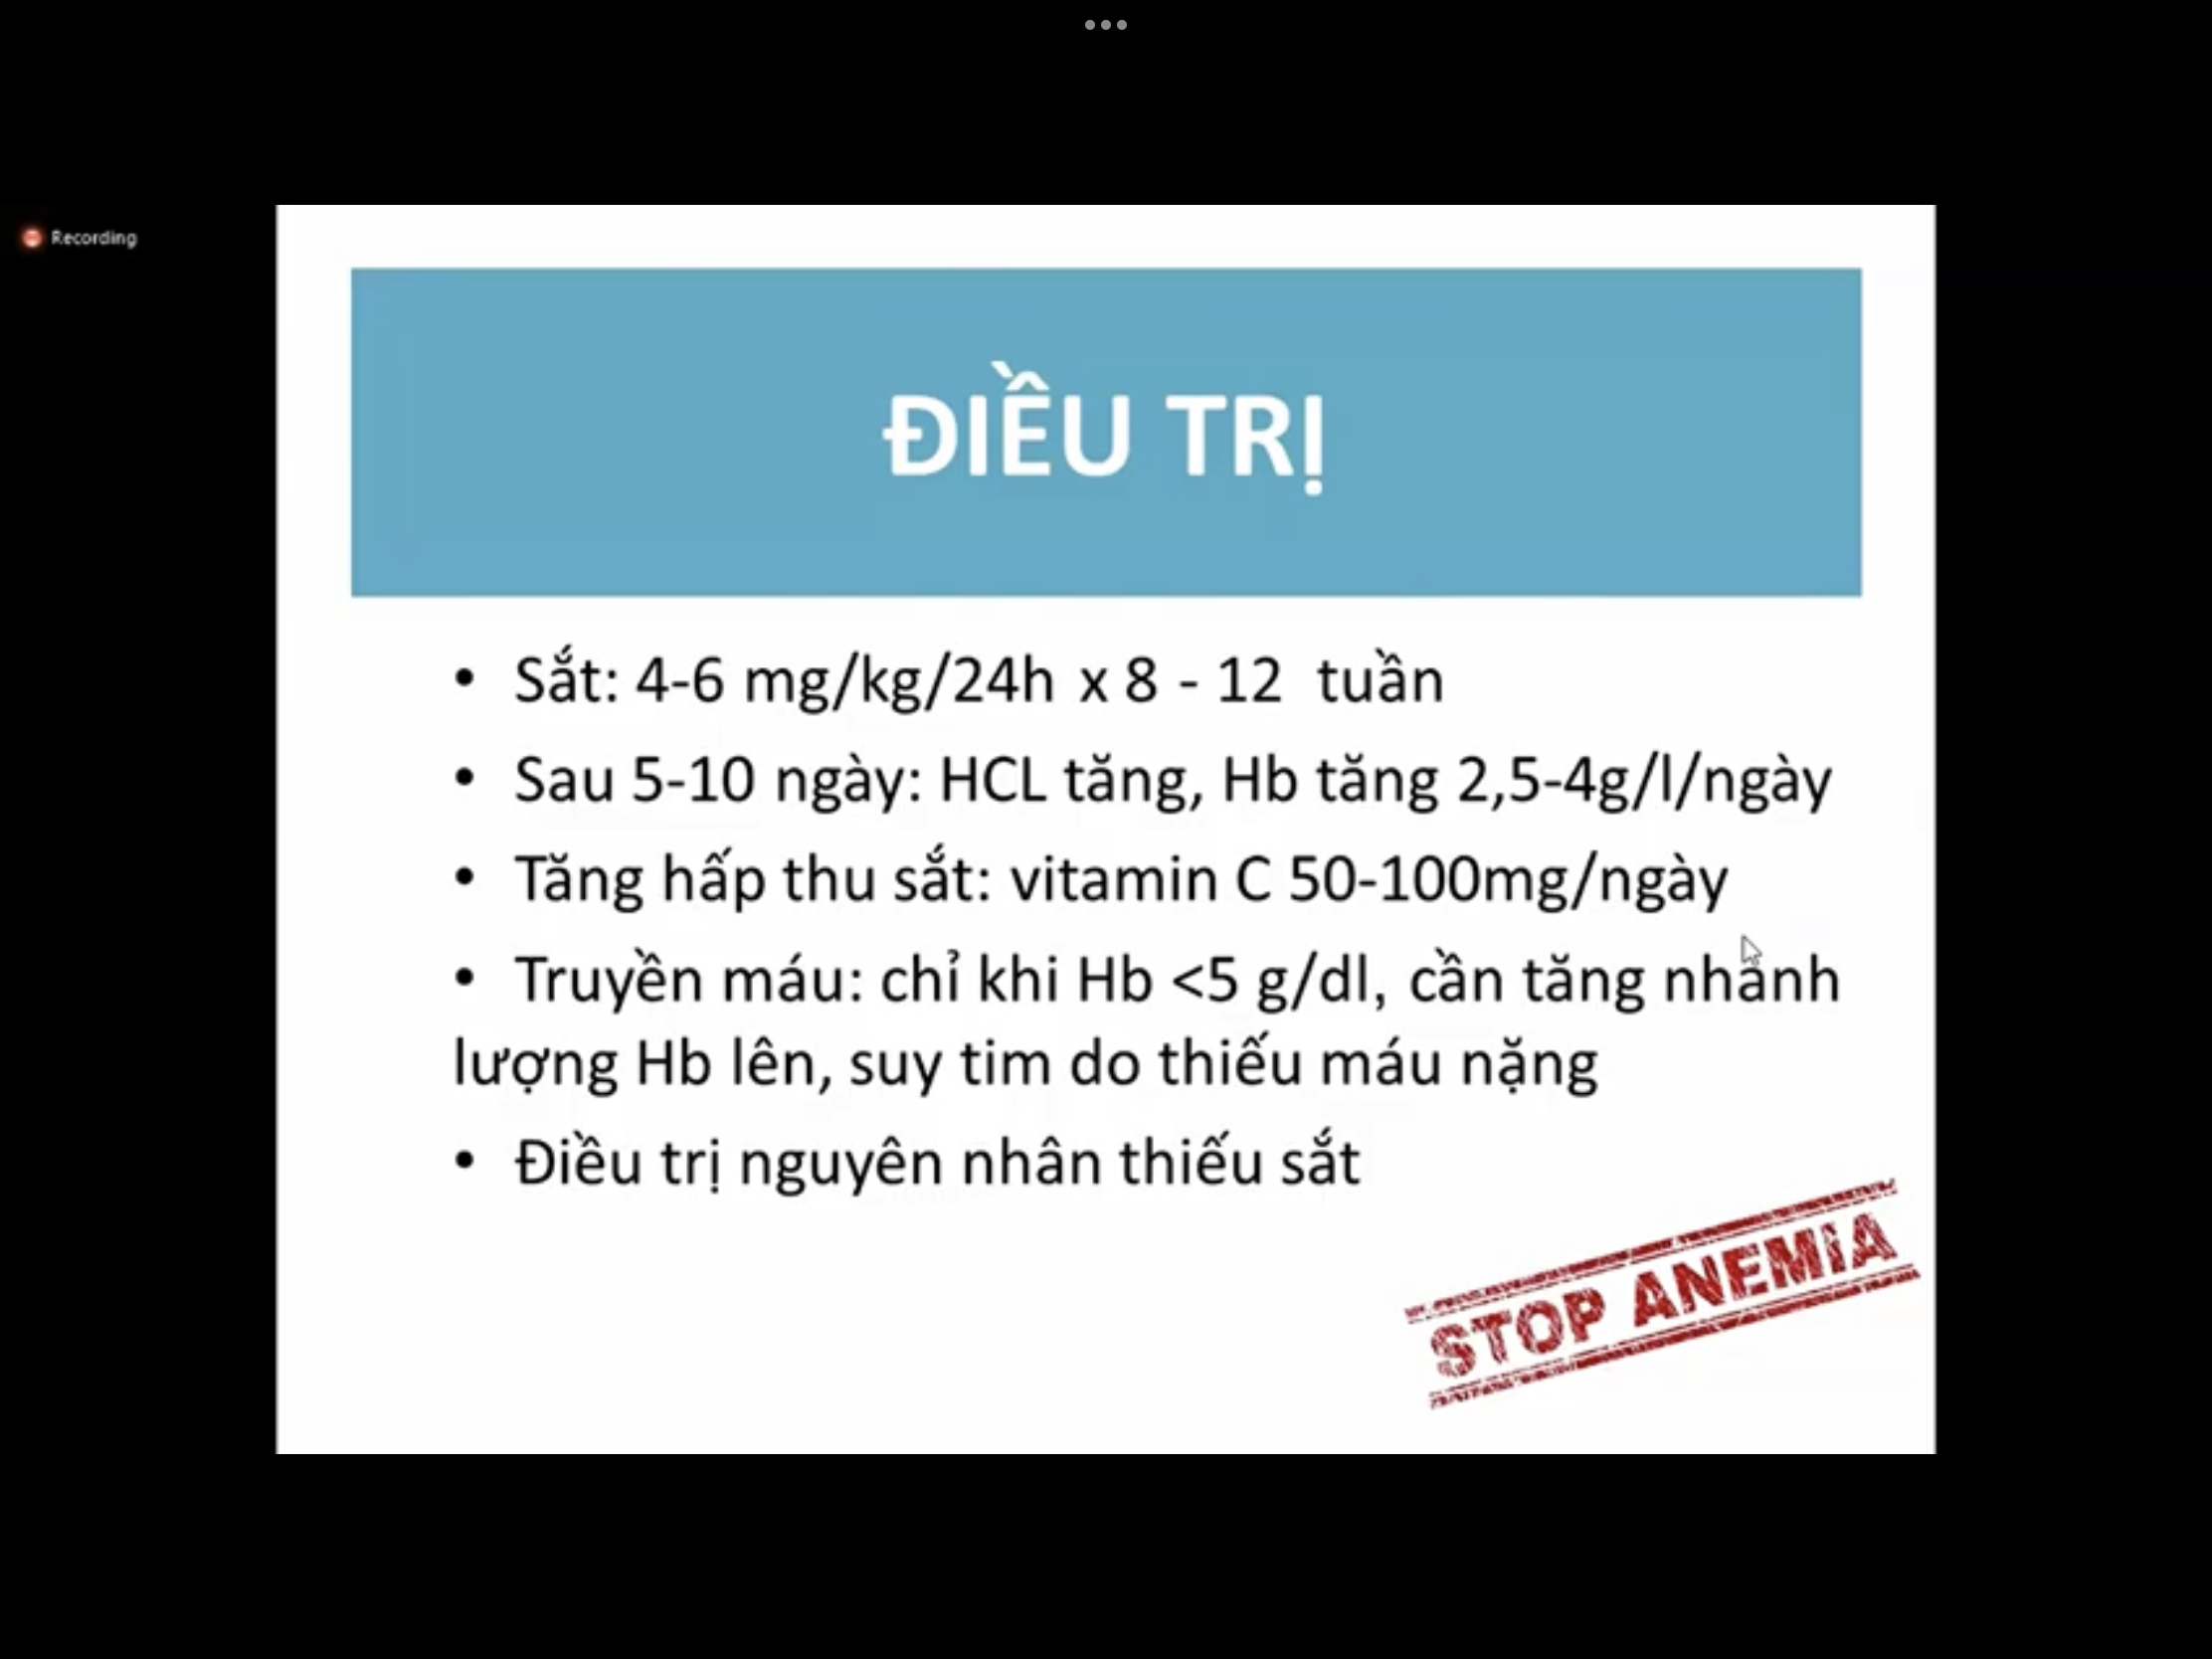 Recording
ĐIỀU TRỊ
• Sắt: 4-6 mg/kg/24h x 8 - 12 tuần
• Sau 5-10 ngày: HCL tăng, Hb tăng 2,5-4g/l/ngày
• Tăng hấp thu sắt: vitamin C 50-100mg/ngày
• Truyền máu: chỉ khi Hb <5 g/dl, cần tăng nhanh
lượng Hb lên, suy tim do thiếu máu nặng
• Điều trị nguyên nhân thiếu sắt
STOP ANEMIA